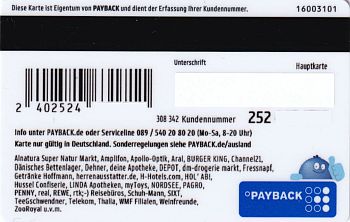 Diese Karte ist Eigentum von PAYBACK und dient der Erfassung Ihrer Kundennummer. 16003101
Unterschrift Hauptkarte
2 402524
308 342 Kundennummer 252
Info unter PAYBACK.de oder Serviceline 089 / 540 20 80 20 (Mo-Sa, 8-20 Uhr)
Karte nur gültig in Deutschland. Sonderregelungen siehe PAYBACK.de/ausland
Alnatura Super Natur Markt, Amplifon, Apollo-Optik, Aral, BURGER KING, Channel21,
Dänisches Bettenlager, Dehner, deine Apotheke, DEPOT, dm-drogerie markt, Fressnapf,
Getränke Hoffmann, herrenausstatter.de, H-Hotels.com, HOL' AB!,
Hussel Confiserie, LINDA Apotheken, myToys, NORDSEE, PAGRO,
PENNY, real, REWE, rtk;-) Reisebüros, Schuh-Mann, SIXT,
TeeGschwendner, Telekom, Thalia, WMF Filialen, Weinfreunde,
ZooRoyal u.v.m.
PAYBACK